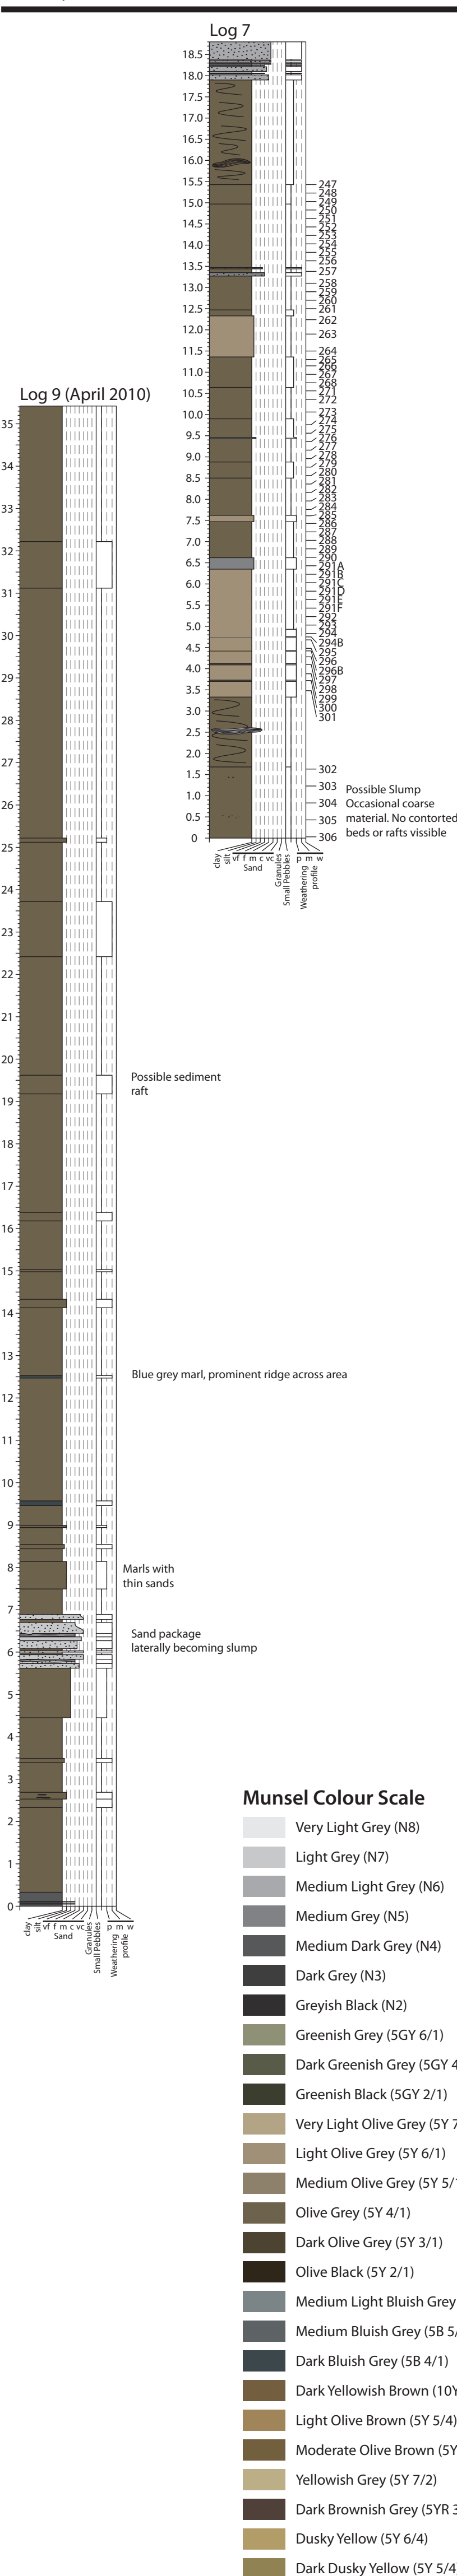 Log 7
18.5
18.0
17.5
17.0
16.5
16.0
15.5
15.0
14.5
14.0
13.5
13.0
12.5
12.0
11.5
11.0
10.5
10.0
9.5
9.0
8.5
8.0
7.5
7.0
6.5
6.0
5.5
5.0
4.5
4.0
3.5
3.0
2.5
2.0
1.5
1.0
0.5
0
247
248
249
250
251
252
253
254
255
256
257
258
259
260
261
262
263
264
265
266
267
268
271
272
273
274
275
276
277
278
279
280
281
282
283
284
285
286
287
288
289
290
291A
291B
291C
291D
291E
291F
292
293
294
294B
295
296
296B
297
298
299
300
301
302
303
304
305
306
Possible Slump
Occasional coarse
material. No contorted
beds or rafts vissible
clay
silt
vf f m c vc
Sand
Granules
Small Pebbles
p m w
Weathering
profile
Log 9 (April 2010)
35
34
33
32
31
30
29
28
27
26
25
24
23
22
21
20
19
18
17
16
15
14
13
12
11
10
9
8
7
6
5
4
3
2
1
0
Possible sediment
raft
Blue grey marl, prominent ridge across area
Marls with
thin sands
Sand package
laterally becoming slump
clay
silt
vf f m c vc
Sand
Granules
Small Pebbles
p m w
Weathering
profile
Munsel Colour Scale
Very Light Grey (N8)
Light Grey (N7)
Medium Light Grey (N6)
Medium Grey (N5)
Medium Dark Grey (N4)
Dark Grey (N3)
Greyish Black (N2)
Greenish Grey (5GY 6/1)
Dark Greenish Grey (5GY 4
Greenish Black (5GY 2/1)
Very Light Olive Grey (5Y 7
Light Olive Grey (5Y 6/1)
Medium Olive Grey (5Y 5/1
Olive Grey (5Y 4/1)
Dark Olive Grey (5Y 3/1)
Olive Black (5Y 2/1)
Medium Light Bluish Grey
Medium Bluish Grey (5B 5/
Dark Bluish Grey (5B 4/1)
Dark Yellowish Brown (10Y
Light Olive Brown (5Y 5/4)
Moderate Olive Brown (5Y
Yellowish Grey (5Y 7/2)
Dark Brownish Grey (5YR 3
Dusky Yellow (5Y 6/4)
Dark Dusky Yellow (5Y 5/4